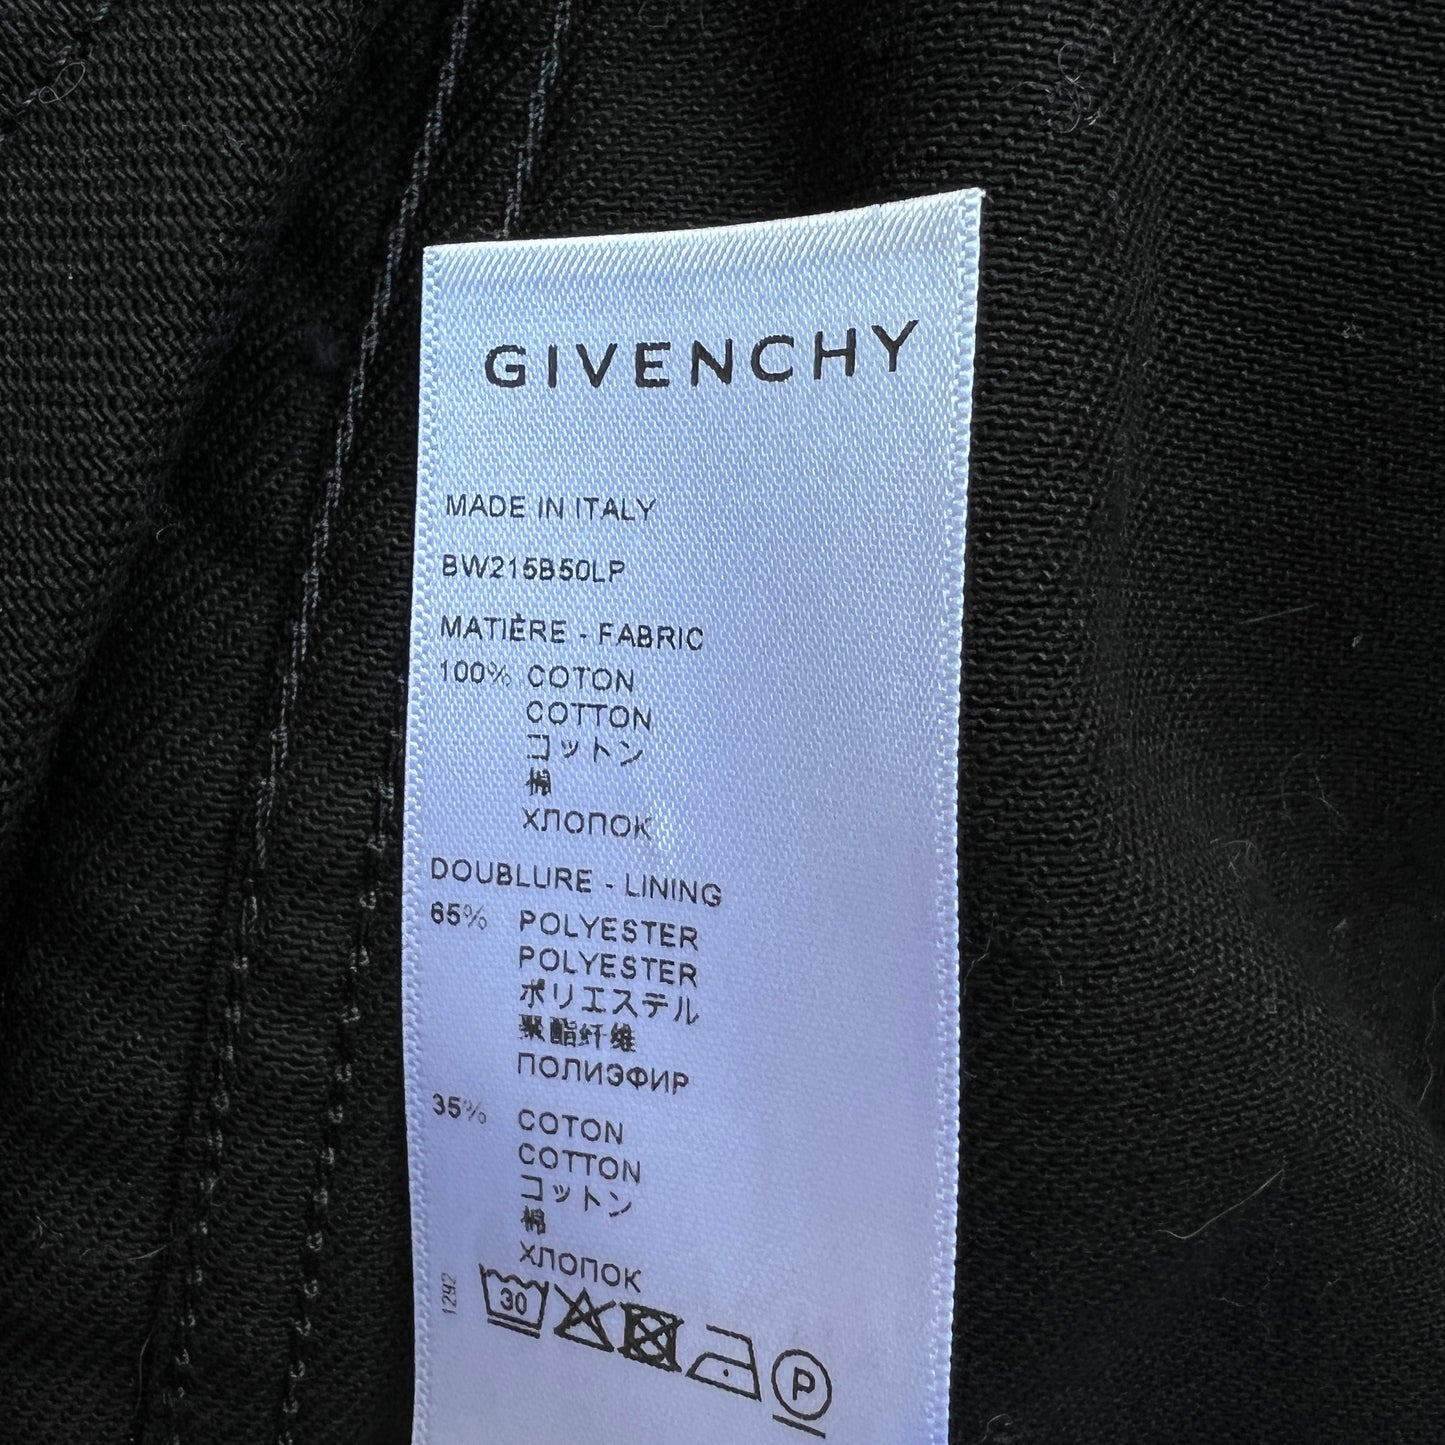 GIVENCHY
MADE IN ITALY
BW215B50LP
MATIÈRE - FABRIC
100% COTON
COTTON
コットン
棉
ХЛОПОК
DOUBLURE - LINING
65% POLYESTER
POLYESTER
ポリエステル
聚酯纤维
ПОЛИЭФИР
35% COTON
COTTON
コットン
棉
ХЛОПОК
1292
30
P